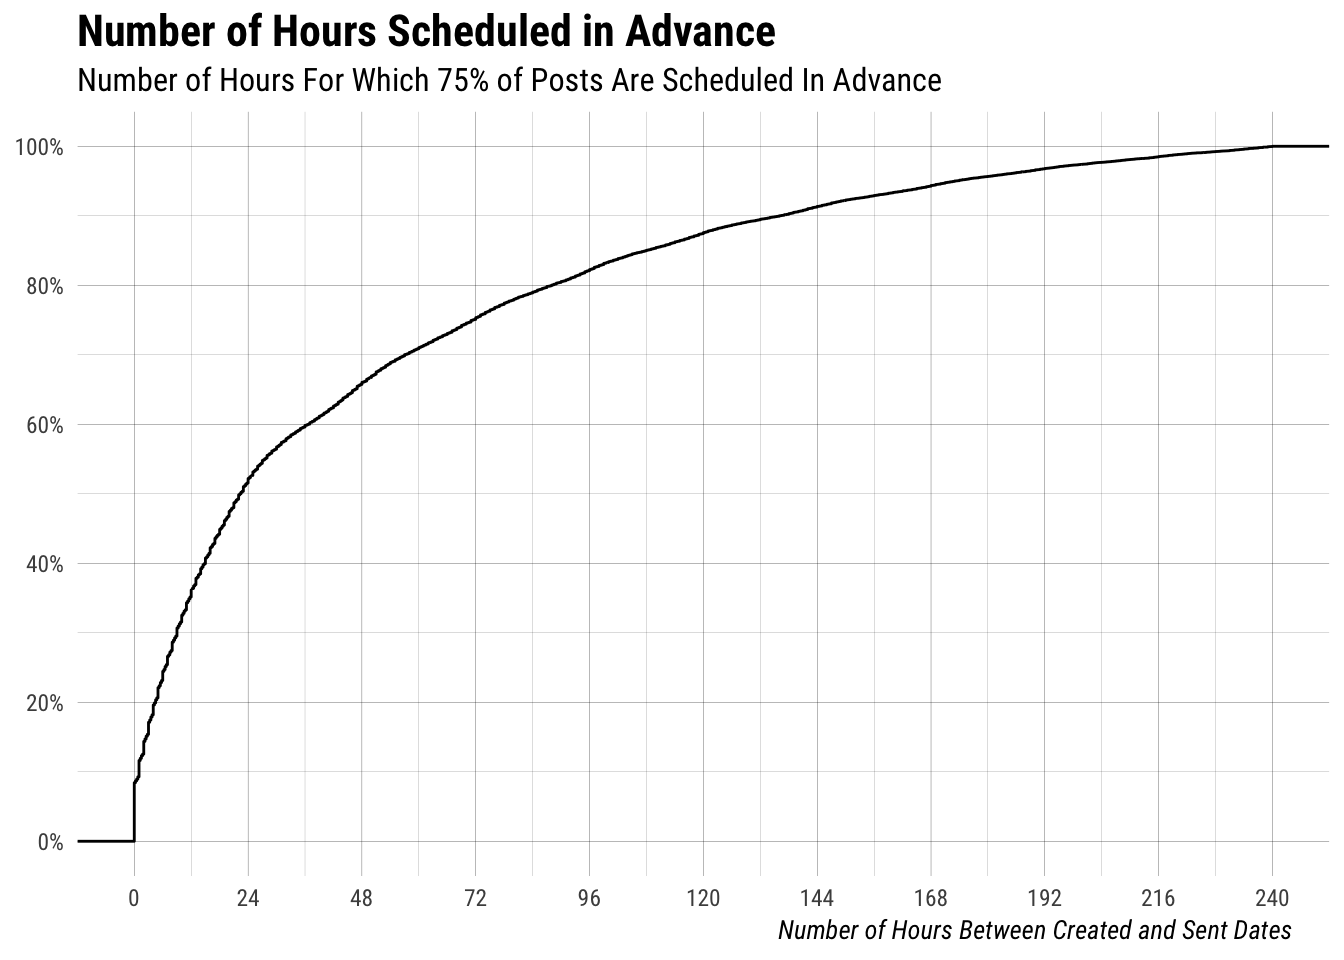 Number of Hours Scheduled in Advance
Number of Hours For Which 75% of Posts Are Scheduled In Advance
100%
80%
60%
40%
20%
0%
0 24 48 72 96 120 144 168 192 216 240
Number of Hours Between Created and Sent Dates